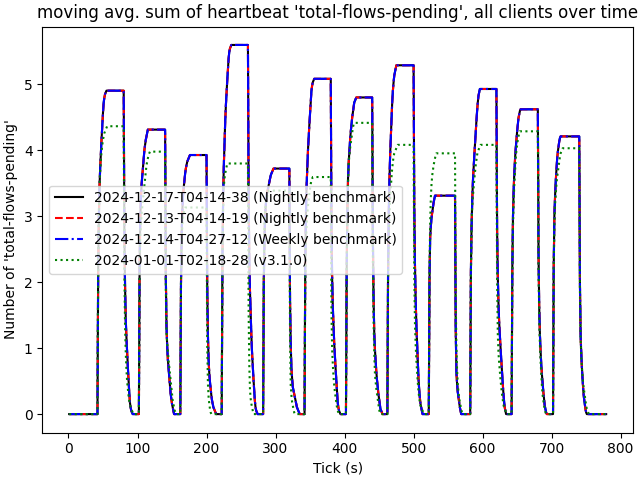 moving avg. sum of heartbeat 'total-flows-pending', all clients over time
Number of 'total-flows-pending'
5
4
3
2
1
0
2024-12-17-T04-14-38 (Nightly benchmark)
2024-12-13-T04-14-19 (Nightly benchmark)
2024-12-14-T04-27-12 (Weekly benchmark)
2024-01-01-T02-18-28 (v3.1.0)
0 100 200 300 400 500 600 700 800
Tick (s)